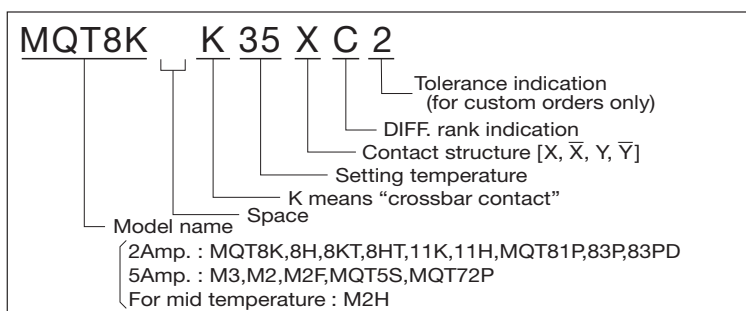 MQT8K K 35 X C 2
Tolerance indication
(for custom orders only)
DIFF. rank indication
Contact structure [X, X̅, Y, Y̅]
Setting temperature
K means “crossbar contact”
Space
Model name
2Amp. : MQT8K,8H,8KT,8HT,11K,11H,MQT81P,83P,83PD
5Amp. : M3,M2,M2F,MQT5S,MQT72P
For mid temperature : M2H